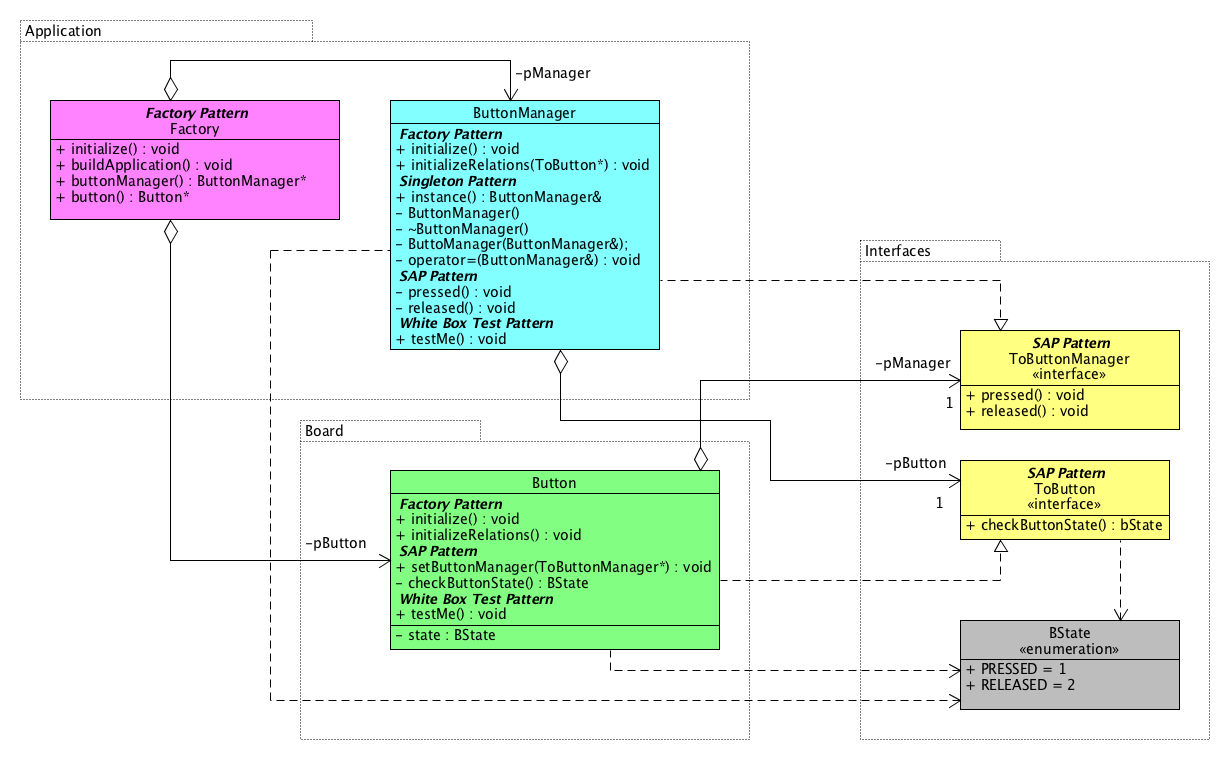 Application
-pManager
Factory Pattern
Factory
+ initialize() : void
+ buildApplication() : void
+ buttonManager() : ButtonManager*
+ button() : Button*
ButtonManager
Factory Pattern
+ initialize() : void
+ initializeRelations(ToButton*) : void
Singleton Pattern
+ instance() : ButtonManager&
- ButtonManager()
- ~ButtonManager()
- ButtoManager(ButtonManager&);
- operator=(ButtonManager&) : void
SAP Pattern
- pressed() : void
- released() : void
White Box Test Pattern
+ testMe() : void
Interfaces
-pManager
1
SAP Pattern
ToButtonManager
«interface»
+ pressed() : void
+ released() : void
Board
-pButton
Button
Factory Pattern
+ initialize() : void
+ initializeRelations() : void
SAP Pattern
+ setButtonManager(ToButtonManager*) : void
- checkButtonState() : BState
White Box Test Pattern
+ testMe() : void
- state : BState
-pButton
1
SAP Pattern
ToButton
«interface»
+ checkButtonState() : bState
BState
«enumeration»
+ PRESSED = 1
+ RELEASED = 2